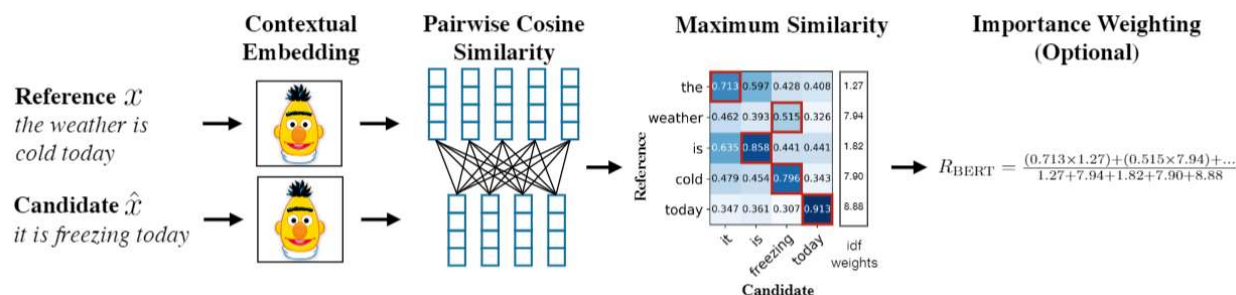 Contextual
Embedding
Pairwise Cosine
Similarity
Maximum Similarity
Importance Weighting
(Optional)
Reference x
the weather is
cold today
Candidate x̂
it is freezing today
Reference
the 0.713 0.597 0.428 0.408 1.27
weather 0.462 0.393 0.515 0.326 7.94
is 0.635 0.858 0.441 0.441 1.82
cold 0.479 0.454 0.796 0.343 7.90
today 0.347 0.361 0.307 0.913 8.88
it is freezing today
idf
weights
Candidate
R_BERT = (0.713×1.27)+(0.515×7.94)+... / 1.27+7.94+1.82+7.90+8.88